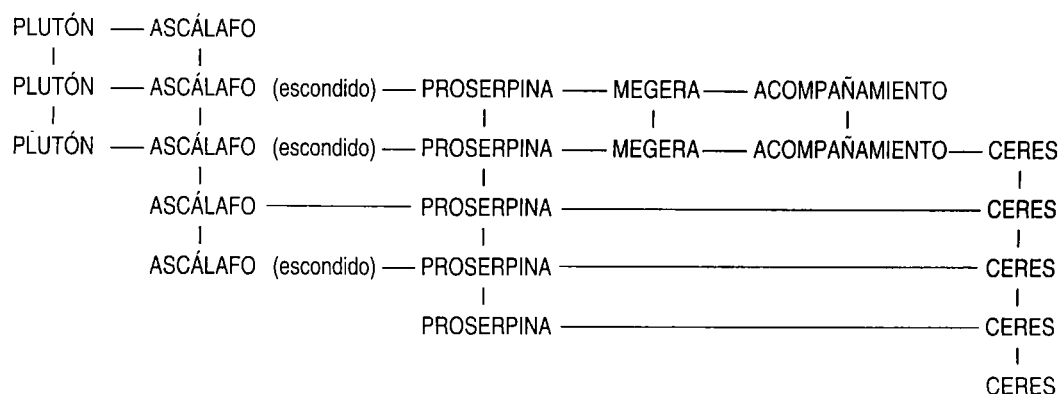 PLUTÓN — ASCÁLAFO
PLUTÓN — ASCÁLAFO (escondido) — PROSERPINA — MEGERA — ACOMPAÑAMIENTO
PLUTÓN — ASCÁLAFO (escondido) — PROSERPINA — MEGERA — ACOMPAÑAMIENTO — CERES
ASCÁLAFO — PROSERPINA — CERES
ASCÁLAFO (escondido) — PROSERPINA — CERES
PROSERPINA — CERES
CERES